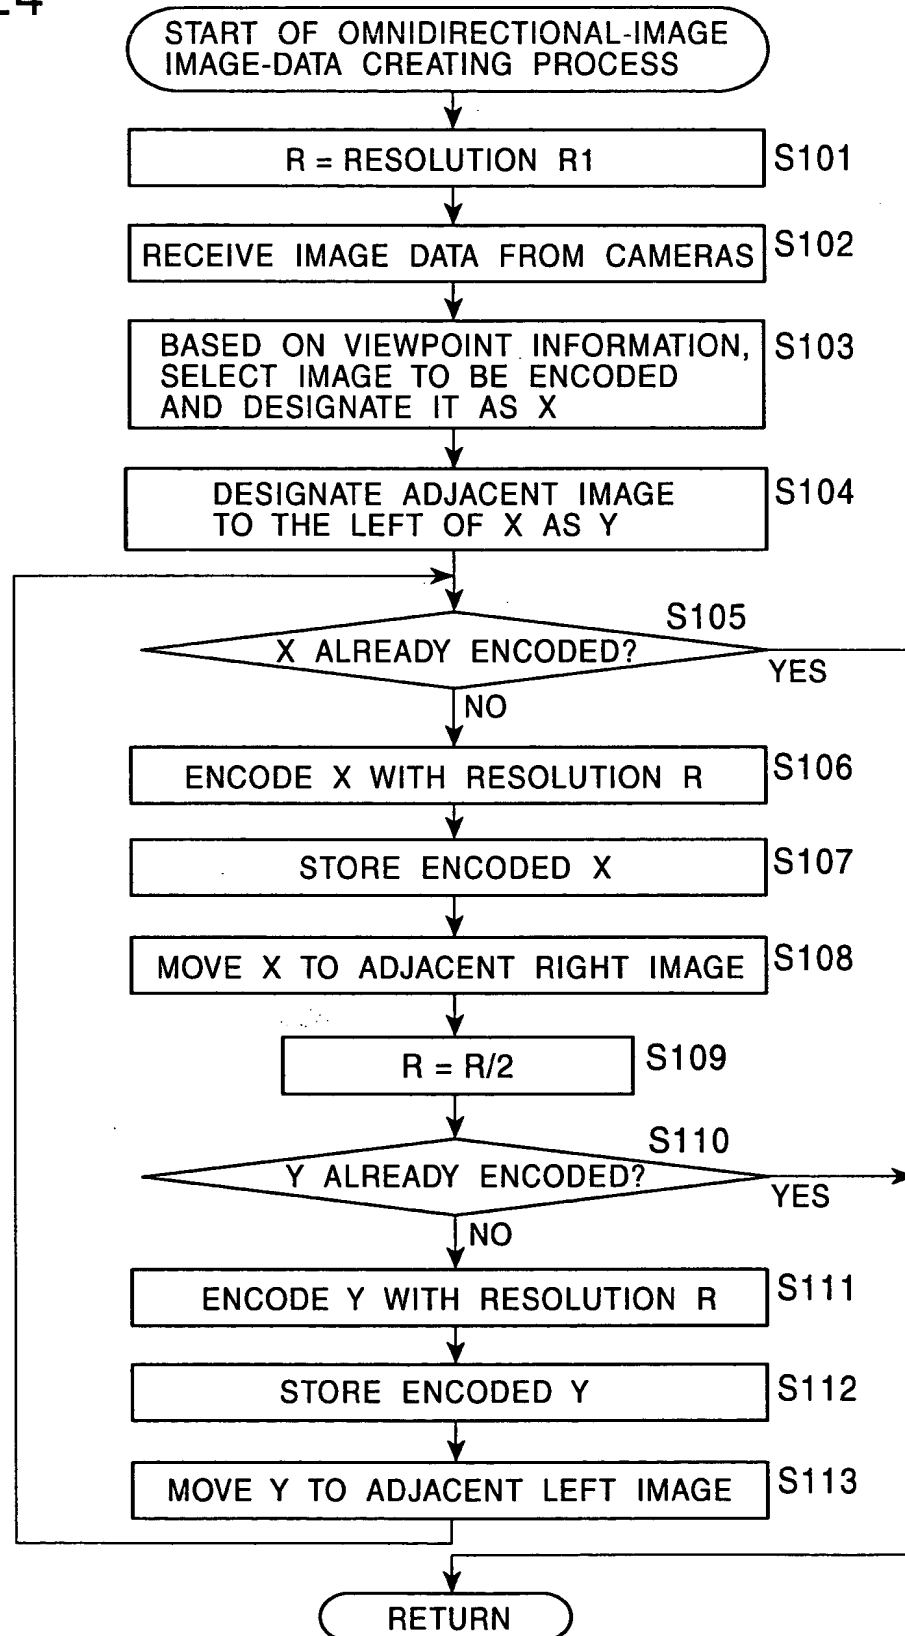 START OF OMNIDIRECTIONAL-IMAGE
IMAGE-DATA CREATING PROCESS
R = RESOLUTION R1
S101
RECEIVE IMAGE DATA FROM CAMERAS
S102
BASED ON VIEWPOINT INFORMATION,
SELECT IMAGE TO BE ENCODED
AND DESIGNATE IT AS X
S103
DESIGNATE ADJACENT IMAGE
TO THE LEFT OF X AS Y
S104
S105
X ALREADY ENCODED?
YES
NO
ENCODE X WITH RESOLUTION R
S106
STORE ENCODED X
S107
MOVE X TO ADJACENT RIGHT IMAGE
S108
R = R/2
S109
S110
Y ALREADY ENCODED?
YES
NO
ENCODE Y WITH RESOLUTION R
S111
STORE ENCODED Y
S112
MOVE Y TO ADJACENT LEFT IMAGE
S113
RETURN